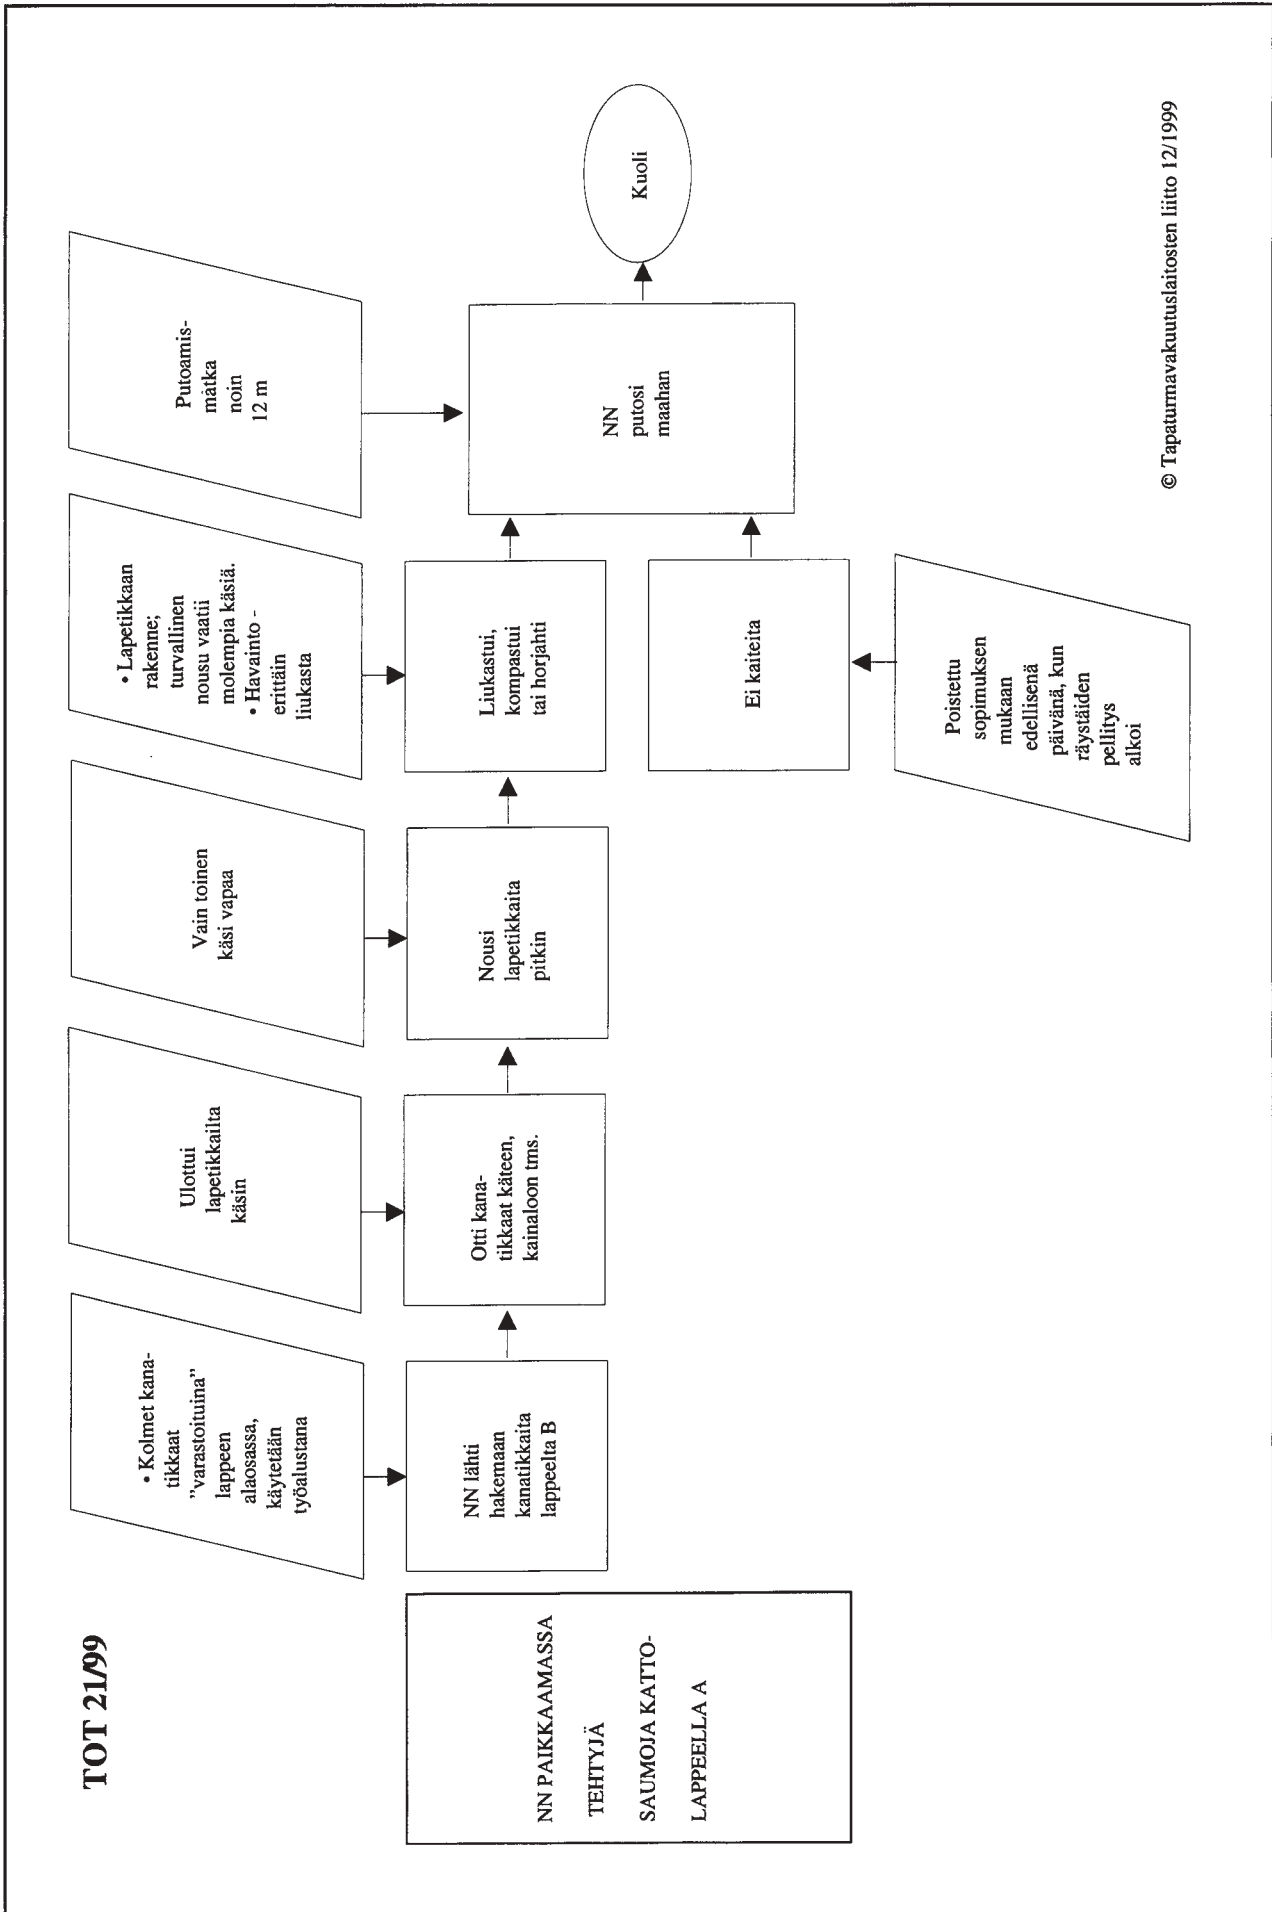 TOT 21/99
NN PAIKKAAMASSA
TEHTYJÄ
SAUMOJA KATTO-
LAPPEELLA A
• Kolmet kana-
tikkaat
”varastoituina”
lappeen
alaosassa,
käytetään
työalustana
NN lähti
hakemaan
kanatikkaita
lappeelta B
Ulottui
lapetikkailta
käsin
Otti kana-
tikkaat käteen,
kainaloon tms.
Vain toinen
käsi vapaa
Nousi
lapetikkaita
pitkin
• Lapetikkaan
rakenne;
turvallinen
nousu vaatii
molempia käsiä.
• Havainto -
erittäin
liukasta
Liukastui,
kompastui
tai horjahti
Ei kaiteita
Poistettu
sopimuksen
mukaan
edellisenä
päivänä, kun
räystäiden
pellitys
alkoi
Putoamis-
matka
noin
12 m
NN
putosi
maahan
Kuoli
© Tapaturmavakuutuslaitosten liitto 12/1999